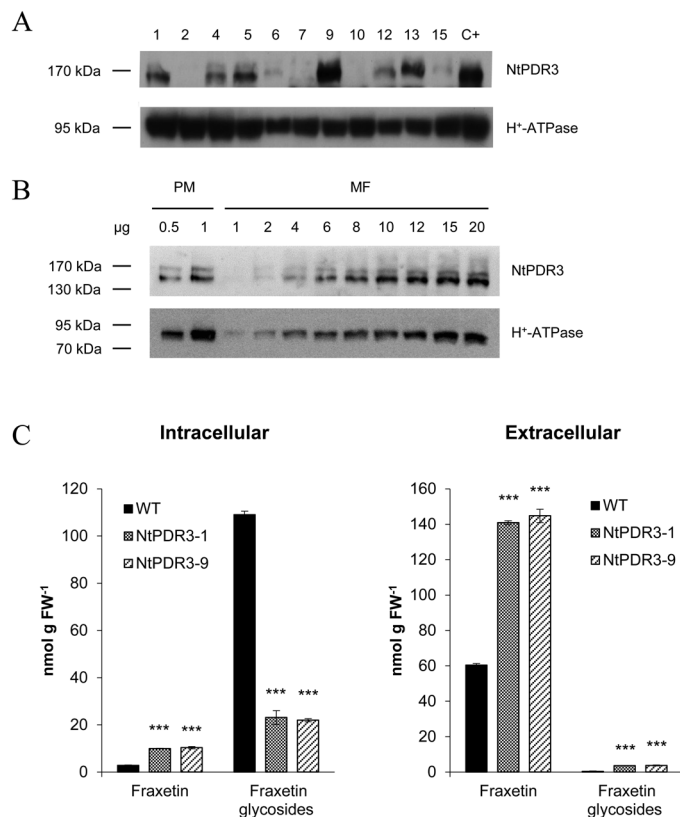 A
1 2 4 5 6 7 9 10 12 13 15 C+
170 kDa NtPDR3
95 kDa H⁺-ATPase
B
PM MF
µg 0.5 1 1 2 4 6 8 10 12 15 20
170 kDa
NtPDR3
130 kDa
95 kDa
H⁺-ATPase
70 kDa
C
Intracellular
nmol g FW⁻¹
120
100
80
60
40
20
0
WT
NtPDR3-1
NtPDR3-9
*** ***
*** ***
Fraxetin
Fraxetin
glycosides
Extracellular
nmol g FW⁻¹
160
140
120
100
80
60
40
20
0
*** ***
WT
NtPDR3-1
NtPDR3-9
*** ***
Fraxetin
Fraxetin
glycosides